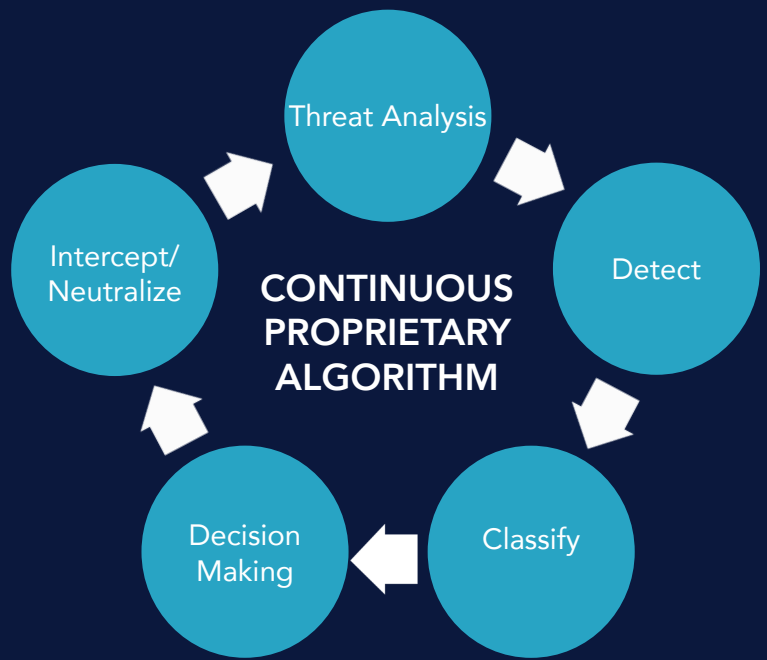 Threat Analysis
Detect
Classify
Decision
Making
Intercept/
Neutralize
CONTINUOUS
PROPRIETARY
ALGORITHM